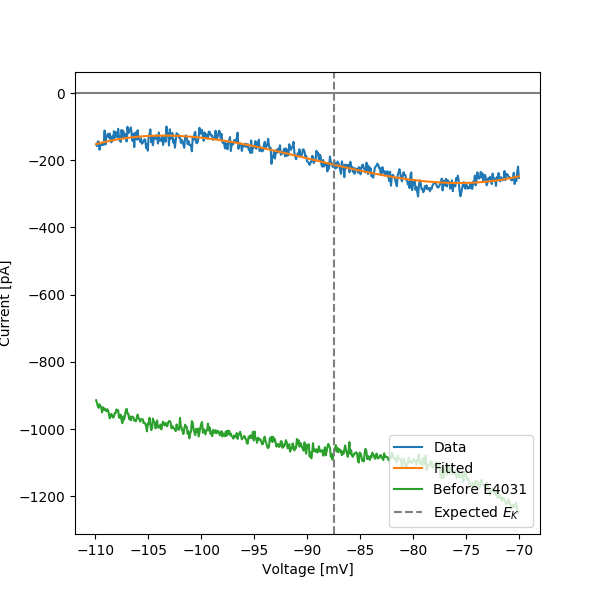 0
−200
−400
−600
−800
−1000
−1200
Current [pA]
Data
Fitted
Before E4031
Expected E_K
−110
−105
−100
−95
−90
−85
−80
−75
−70
Voltage [mV]